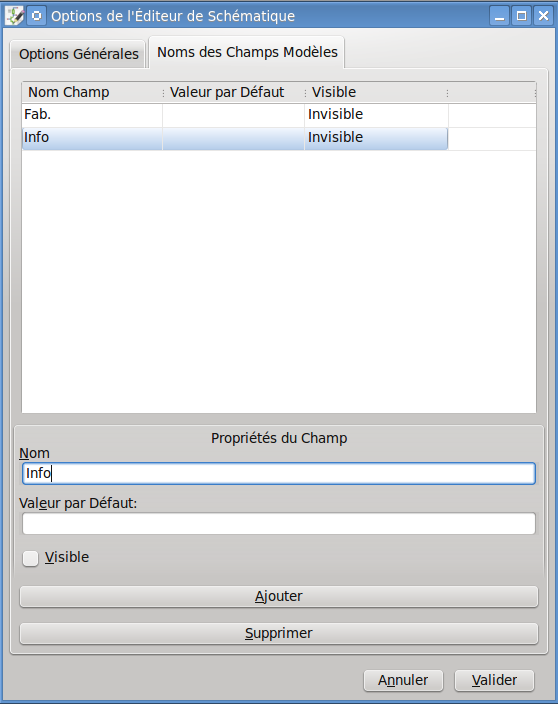 Options de l'Éditeur de Schématique
Options Générales
Noms des Champs Modèles
Nom Champ Valeur par Défaut Visible
Fab. Invisible
Info Invisible
Propriétés du Champ
Nom
Info
Valeur par Défaut:
Visible
Ajouter
Supprimer
Annuler Valider